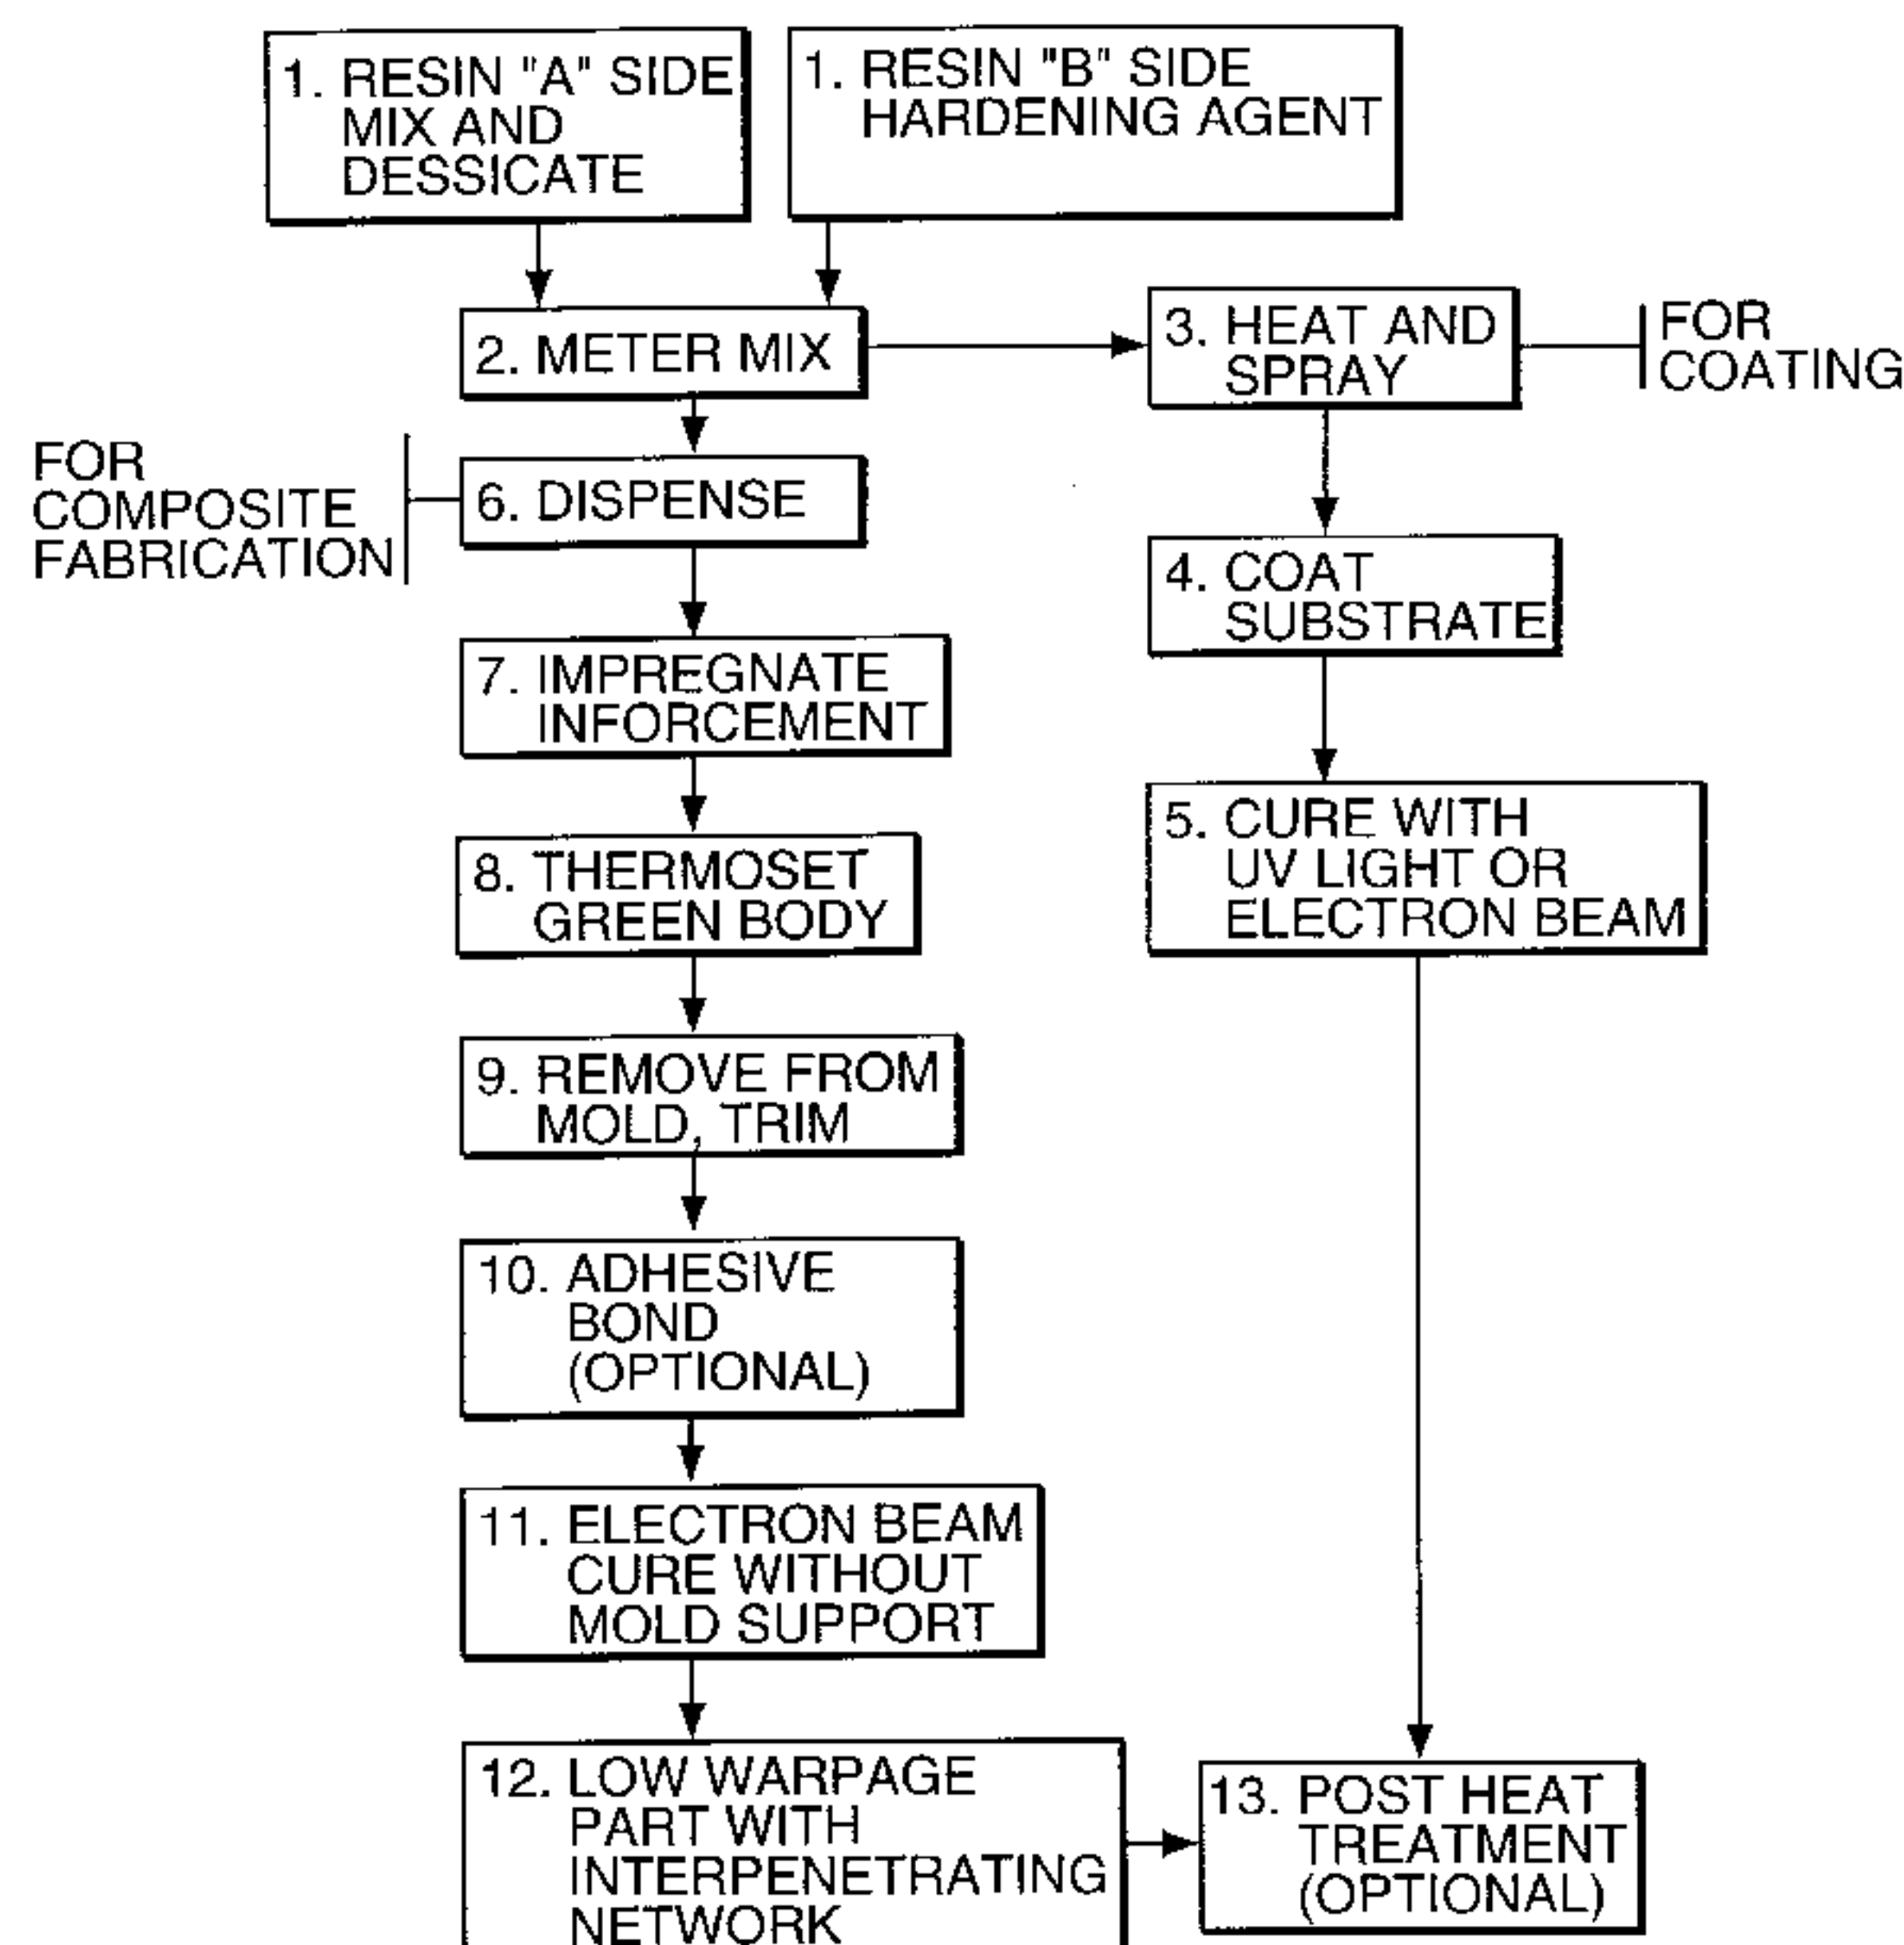 1. RESIN "A" SIDE
MIX AND
DESSICATE
1. RESIN "B" SIDE
HARDENING AGENT
2. METER MIX
3. HEAT AND
SPRAY
FOR
COATING
FOR
COMPOSITE
FABRICATION
6. DISPENSE
4. COAT
SUBSTRATE
7. IMPREGNATE
INFORCEMENT
5. CURE WITH
UV LIGHT OR
ELECTRON BEAM
8. THERMOSET
GREEN BODY
9. REMOVE FROM
MOLD, TRIM
10. ADHESIVE
BOND
(OPTIONAL)
11. ELECTRON BEAM
CURE WITHOUT
MOLD SUPPORT
12. LOW WARPAGE
PART WITH
INTERPENETRATING
NETWORK
13. POST HEAT
TREATMENT
(OPTIONAL)